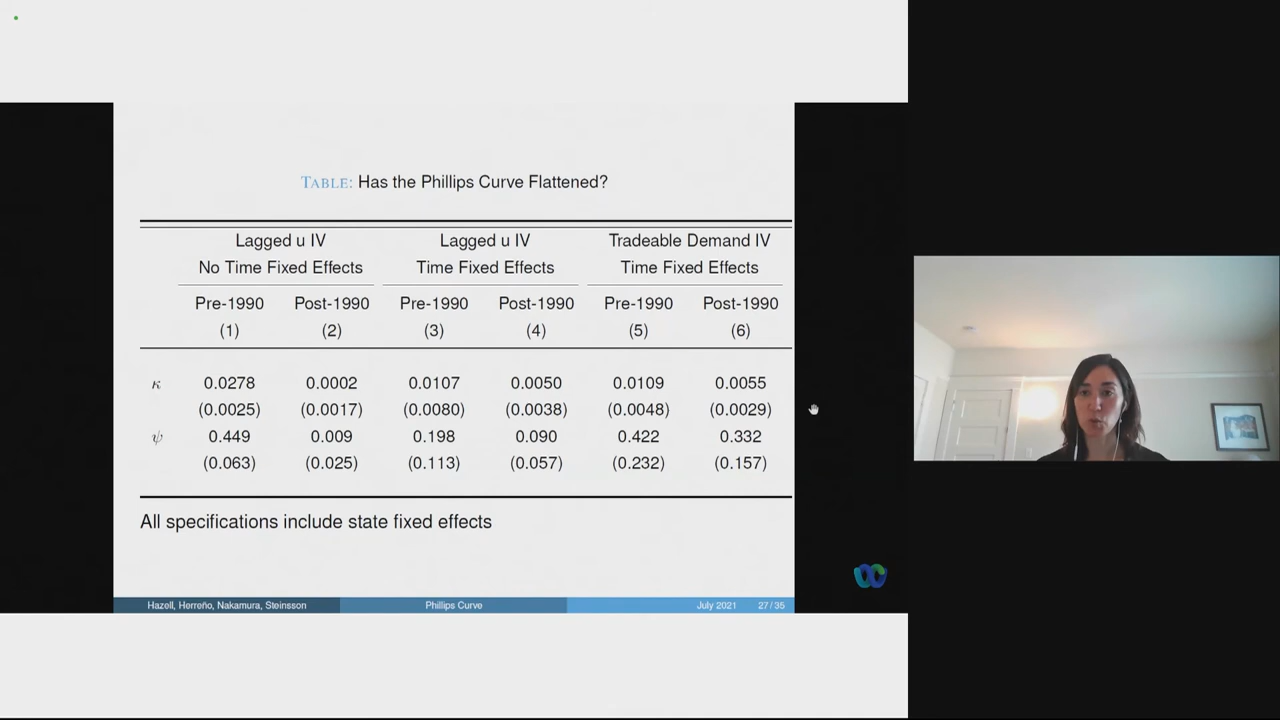 TABLE: Has the Phillips Curve Flattened?
Lagged u IV Lagged u IV Tradeable Demand IV
No Time Fixed Effects Time Fixed Effects Time Fixed Effects
Pre-1990 Post-1990 Pre-1990 Post-1990 Pre-1990 Post-1990
(1) (2) (3) (4) (5) (6)
κ 0.0278 0.0002 0.0107 0.0050 0.0109 0.0055
(0.0025) (0.0017) (0.0080) (0.0038) (0.0048) (0.0029)
ψ 0.449 0.009 0.198 0.090 0.422 0.332
(0.063) (0.025) (0.113) (0.057) (0.232) (0.157)
All specifications include state fixed effects
Hazell, Herreño, Nakamura, Steinsson Phillips Curve July 2021 27 / 35